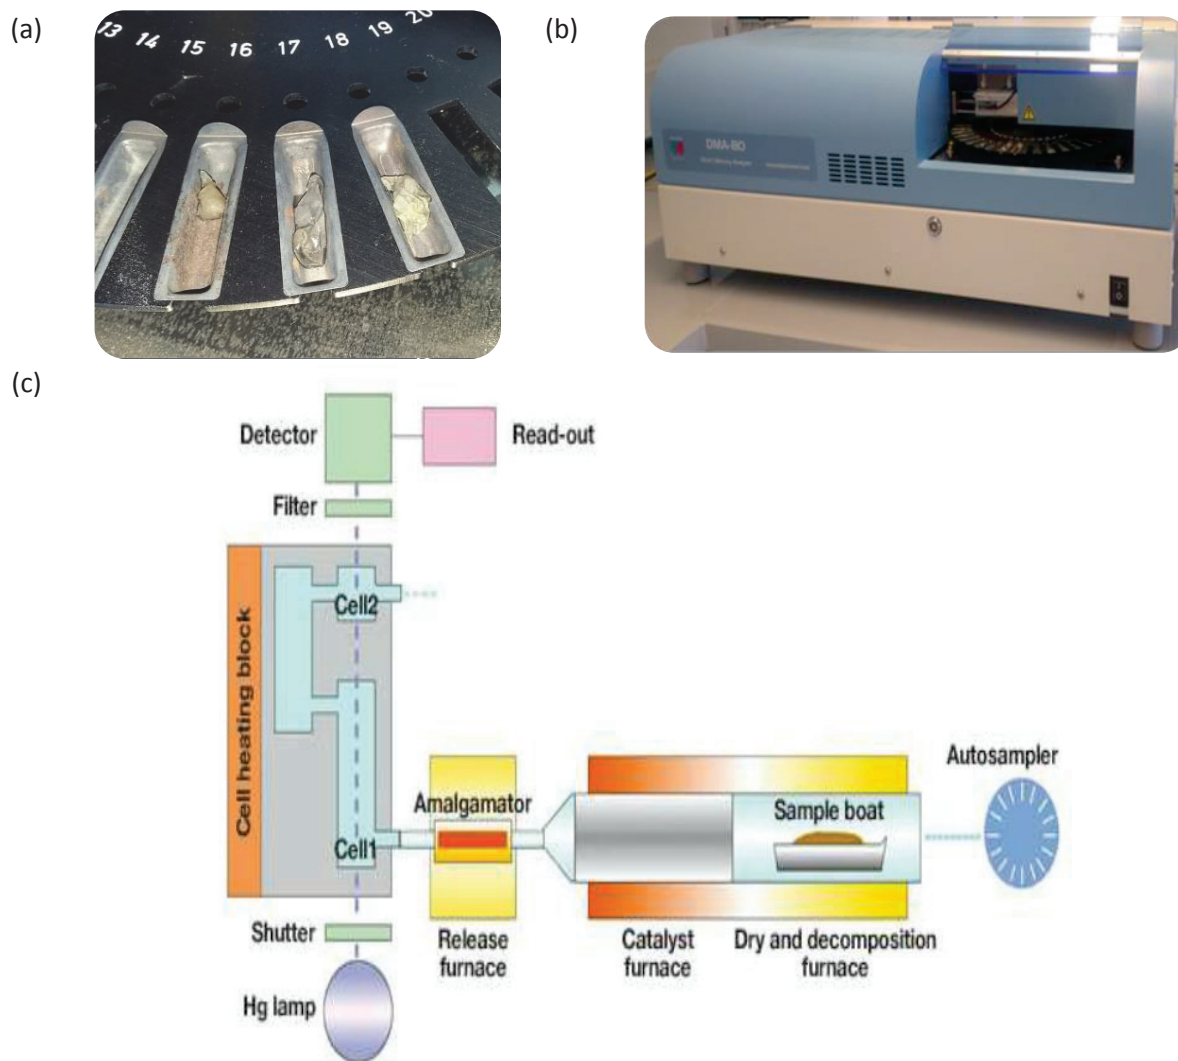 (a)
13 14 15 16 17 18 19 20
(b)
DMA-80
(c)
Detector
Read-out
Filter
Cell2
Cell heating block
Autosampler
Amalgamator
Sample boat
Cell1
Shutter
Release
furnace
Catalyst
furnace
Dry and decomposition
furnace
Hg lamp